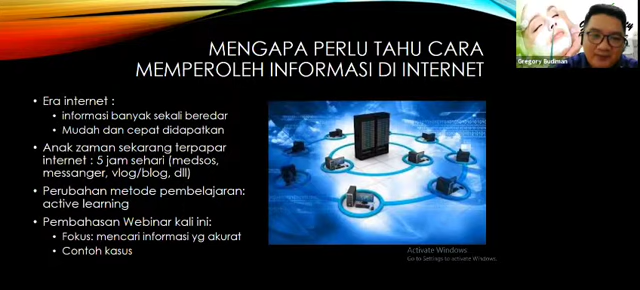 MENGAPA PERLU TAHU CARA
MEMPEROLEH INFORMASI DI INTERNET
• Era internet :
• informasi banyak sekali beredar
• Mudah dan cepat didapatkan
• Anak zaman sekarang terpapar
internet : 5 jam sehari (medsos,
messanger, vlog/blog, dll)
• Perubahan metode pembelajaran:
active learning
• Pembahasan Webinar kali ini:
• Fokus: mencari informasi yg akurat
• Contoh kasus
Gregory Budiman
Activate Windows
Go to Settings to activate Windows.